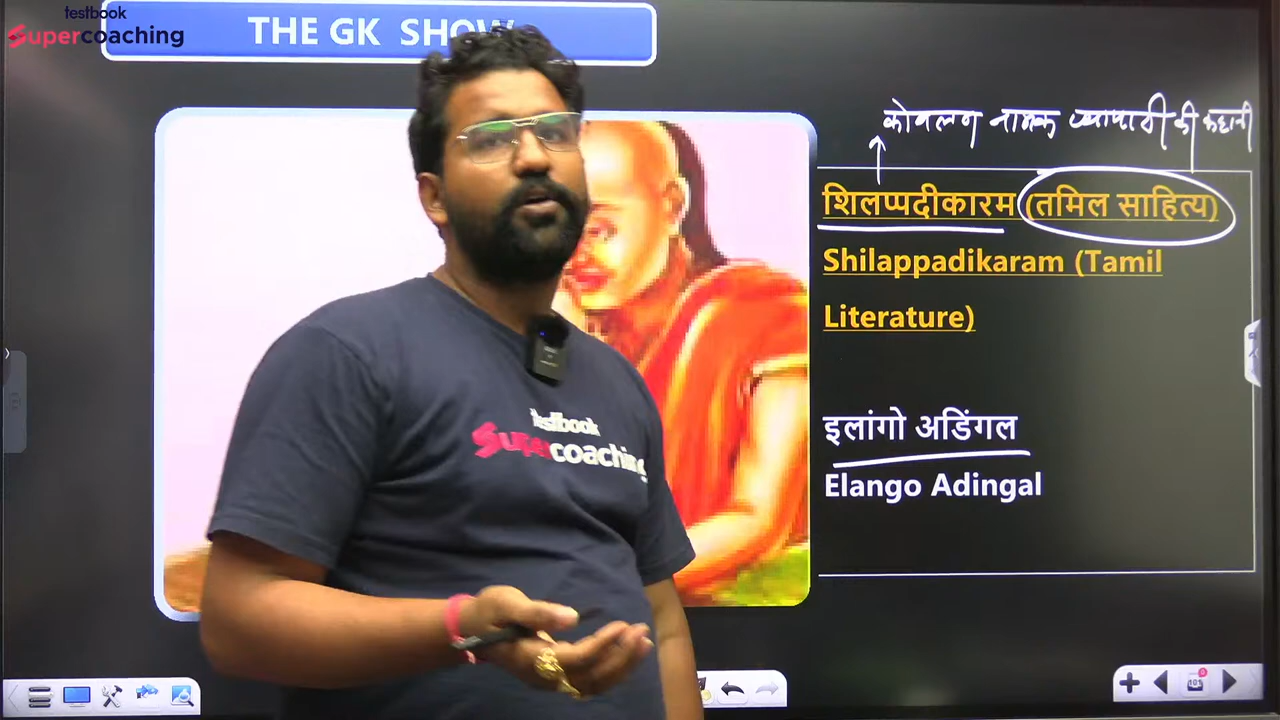 testbook
Supercoaching
THE GK SHOW
कोवलन नामक व्यापारी की कहानी
शिलप्पदीकारम (तमिल साहित्य)
Shilappadikaram (Tamil
Literature)
इलांगो अडिंगल
Elango Adingal
testbook
Supercoaching